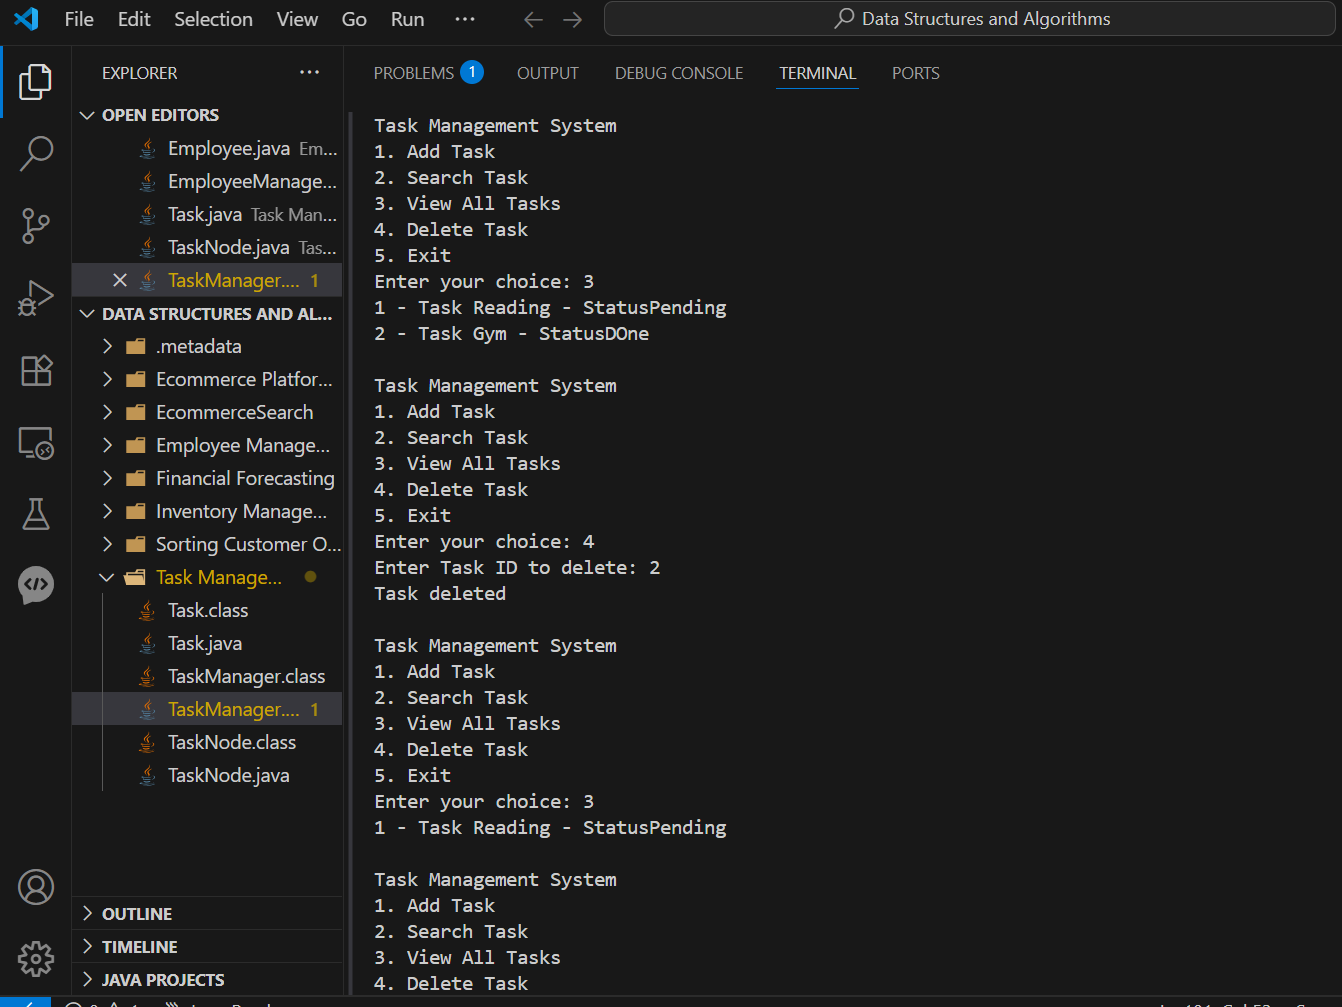 File Edit Selection View Go Run ...
Data Structures and Algorithms
EXPLORER ...
OPEN EDITORS
Employee.java Em...
EmployeeManage...
Task.java Task Man...
TaskNode.java Tas...
TaskManager.... 1
DATA STRUCTURES AND AL...
.metadata
Ecommerce Platfor...
EcommerceSearch
Employee Manage...
Financial Forecasting
Inventory Manage...
Sorting Customer O...
Task Manage...
Task.class
Task.java
TaskManager.class
TaskManager.... 1
TaskNode.class
TaskNode.java
OUTLINE
TIMELINE
JAVA PROJECTS
PROBLEMS 1 OUTPUT DEBUG CONSOLE TERMINAL PORTS
Task Management System
1. Add Task
2. Search Task
3. View All Tasks
4. Delete Task
5. Exit
Enter your choice: 3
1 - Task Reading - StatusPending
2 - Task Gym - StatusDOne
Task Management System
1. Add Task
2. Search Task
3. View All Tasks
4. Delete Task
5. Exit
Enter your choice: 4
Enter Task ID to delete: 2
Task deleted
Task Management System
1. Add Task
2. Search Task
3. View All Tasks
4. Delete Task
5. Exit
Enter your choice: 3
1 - Task Reading - StatusPending
Task Management System
1. Add Task
2. Search Task
3. View All Tasks
4. Delete Task